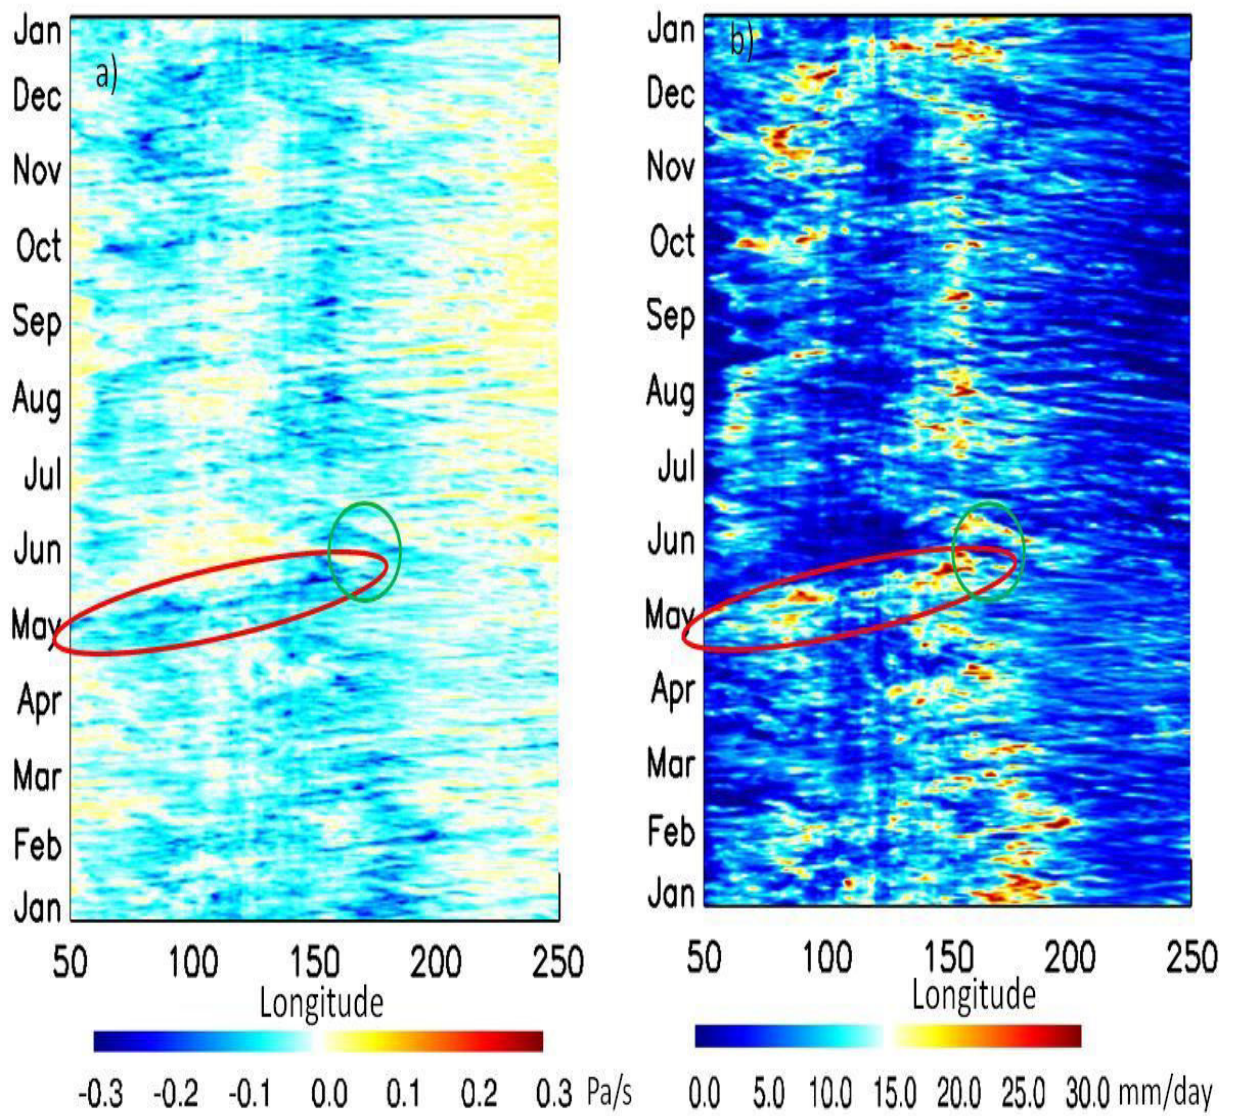 a)
Jan
Dec
Nov
Oct
Sep
Aug
Jul
Jun
May
Apr
Mar
Feb
Jan
50 100 150 200 250
Longitude
-0.3 -0.2 -0.1 0.0 0.1 0.2 0.3 Pa/s
b)
Jan
Dec
Nov
Oct
Sep
Aug
Jul
Jun
May
Apr
Mar
Feb
Jan
50 100 150 200 250
Longitude
0.0 5.0 10.0 15.0 20.0 25.0 30.0 mm/day